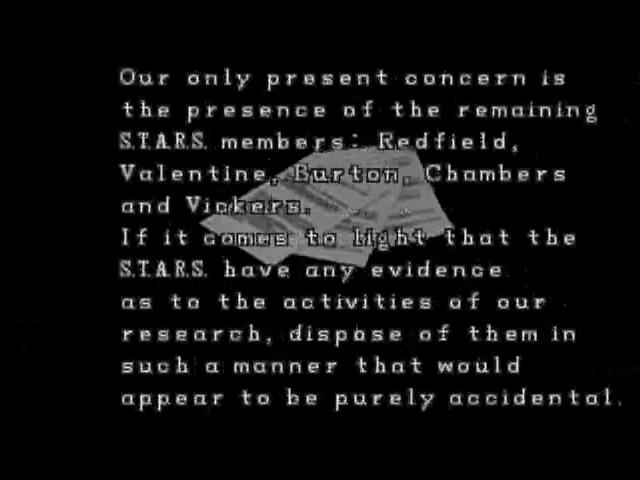 Our only present concern is
the presence of the remaining
S.T.A.R.S. members: Redfield,
Valentine, Burton, Chambers
and Vickers.
If it comes to light that the
S.T.A.R.S. have any evidence
as to the activities of our
research, dispose of them in
such a manner that would
appear to be purely accidental.